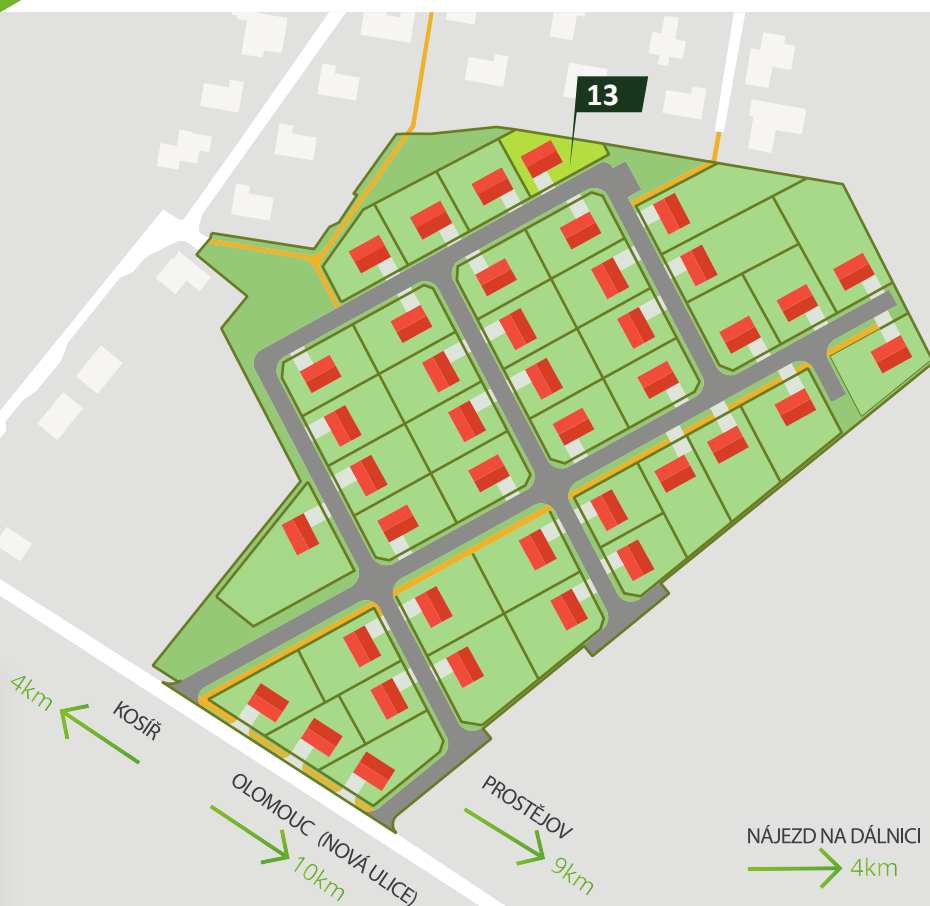 13
4km
KOSÍŘ
OLOMOUC (NOVÁ ULICE)
10km
PROSTĚJOV
9km
NÁJEZD NA DÁLNICI
4km